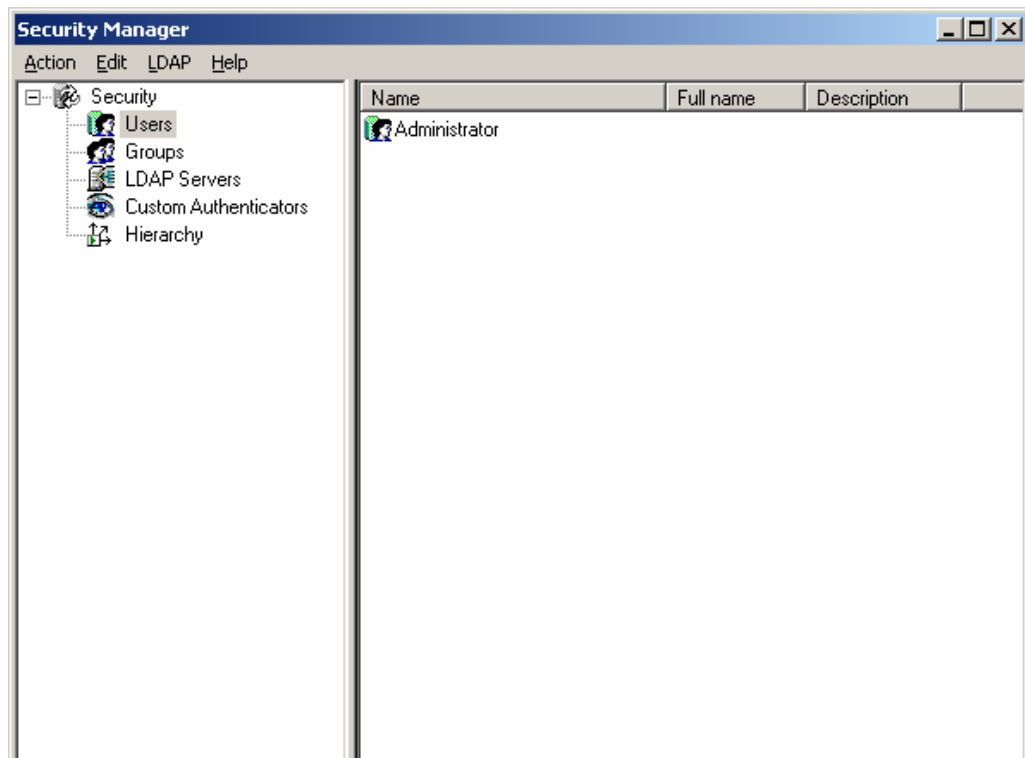 Security Manager
Action Edit LDAP Help
Security
Users
Groups
LDAP Servers
Custom Authenticators
Hierarchy
Name Full name Description
Administrator